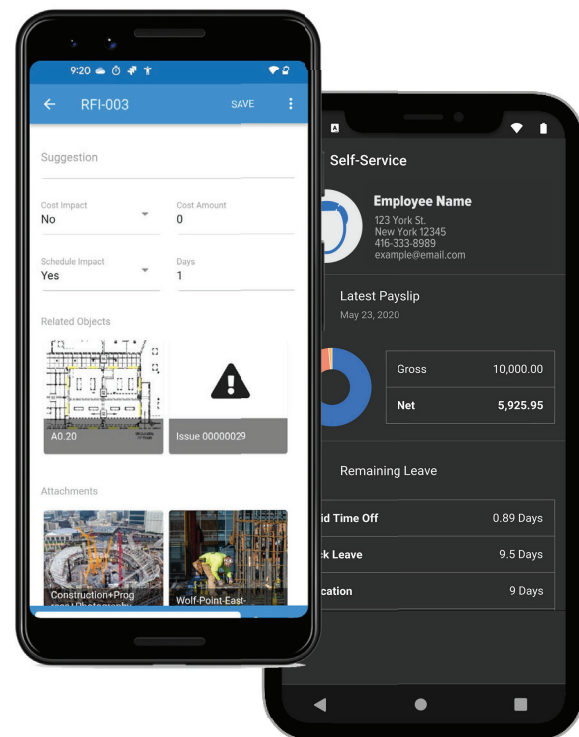 9:20
RFI-003
SAVE
Suggestion
Cost Impact
No
Cost Amount
0
Schedule Impact
Yes
Days
1
Related Objects
A0.20
Issue 00000029
Attachments
Construction+Prog
Wolf-Point-East-
A
Self-Service
Employee Name
123 York St.
New York 12345
416-333-8989
example@email.com
Latest Payslip
May 23, 2020
Gross 10,000.00
Net 5,925.95
Remaining Leave
id Time Off 0.89 Days
ck Leave 9.5 Days
cation 9 Days